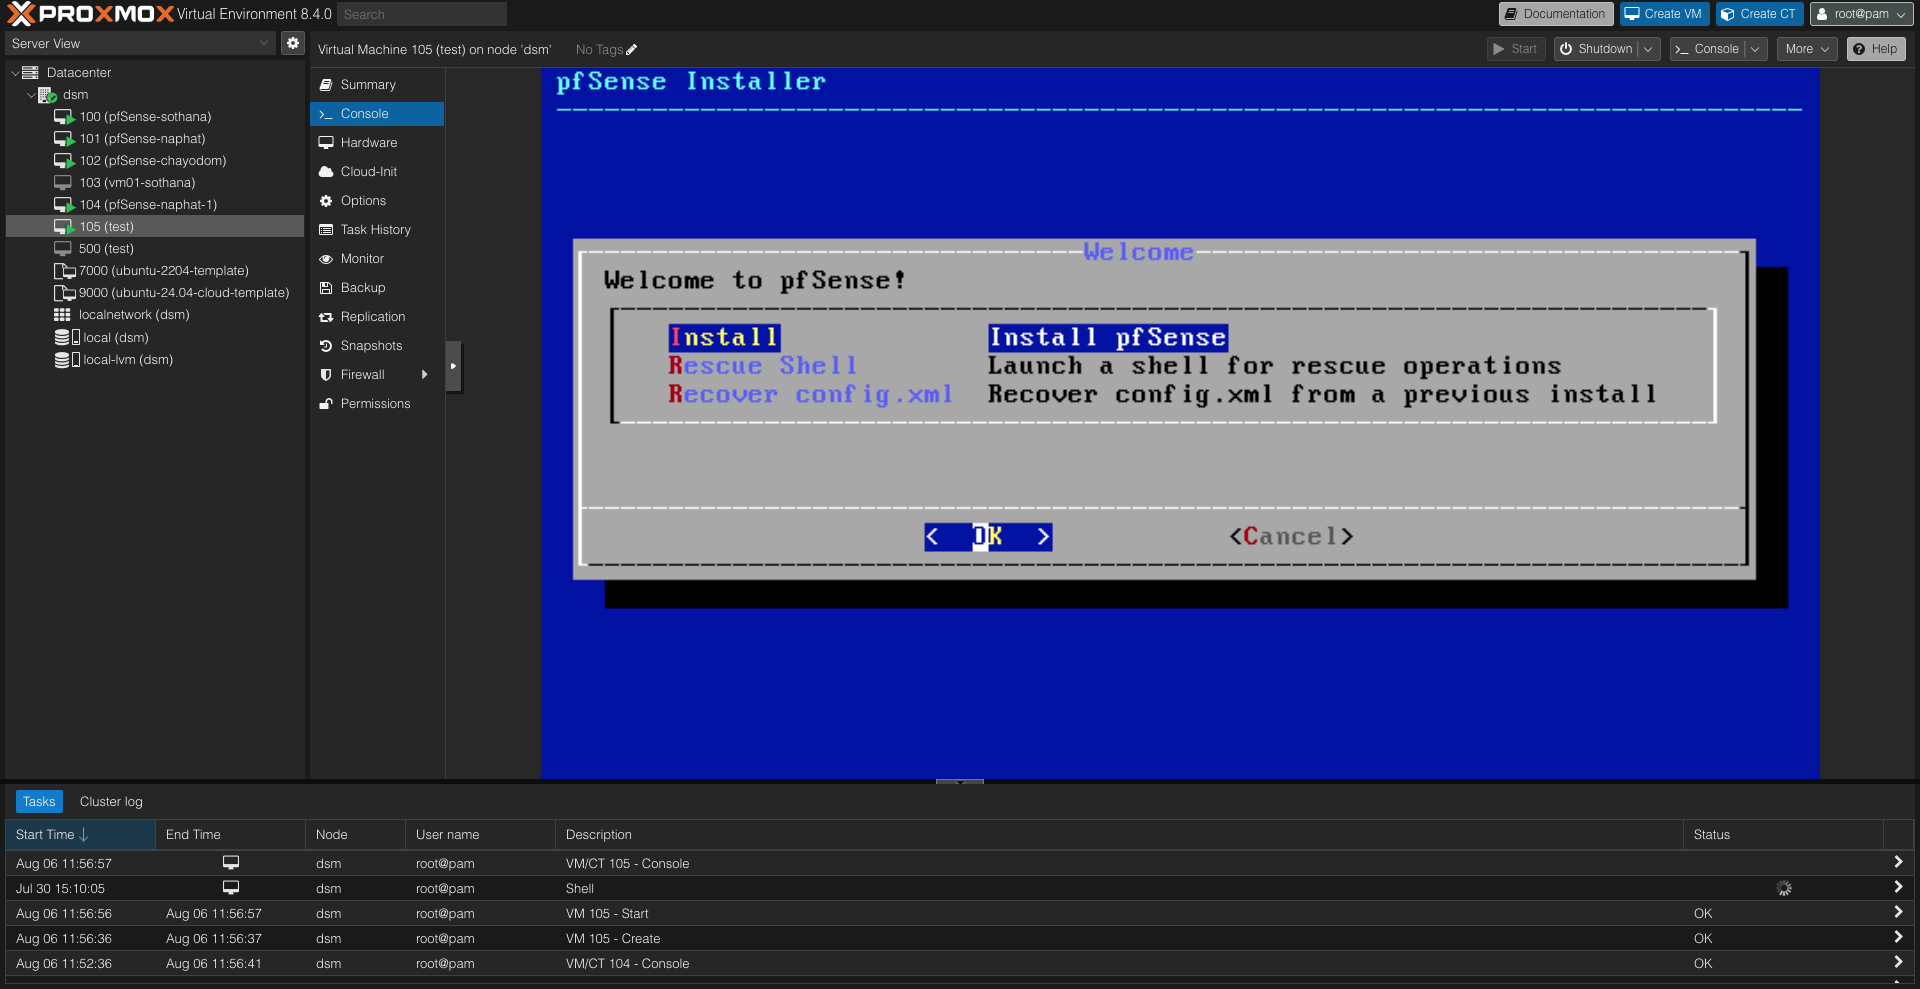 PROXMOX Virtual Environment 8.4.0 Search Documentation Create VM Create CT root@pam
Server View
Virtual Machine 105 (test) on node 'dsm' No Tags Start Shutdown Console More Help
Datacenter
dsm
100 (pfSense-sothana)
101 (pfSense-naphat)
102 (pfSense-chayodom)
103 (vm01-sothana)
104 (pfSense-naphat-1)
105 (test)
500 (test)
7000 (ubuntu-2204-template)
9000 (ubuntu-24.04-cloud-template)
localnetwork (dsm)
local (dsm)
local-lvm (dsm)
Summary
Console
Hardware
Cloud-Init
Options
Task History
Monitor
Backup
Replication
Snapshots
Firewall
Permissions
pfSense Installer
Welcome
Welcome to pfSense!
Install Install pfSense
Rescue Shell Launch a shell for rescue operations
Recover config.xml Recover config.xml from a previous install
< OK > <Cancel>
Tasks Cluster log
Start Time End Time Node User name Description Status
Aug 06 11:56:57 dsm root@pam VM/CT 105 - Console
Jul 30 15:10:05 dsm root@pam Shell
Aug 06 11:56:56 Aug 06 11:56:57 dsm root@pam VM 105 - Start OK
Aug 06 11:56:36 Aug 06 11:56:37 dsm root@pam VM 105 - Create OK
Aug 06 11:52:36 Aug 06 11:56:41 dsm root@pam VM/CT 104 - Console OK